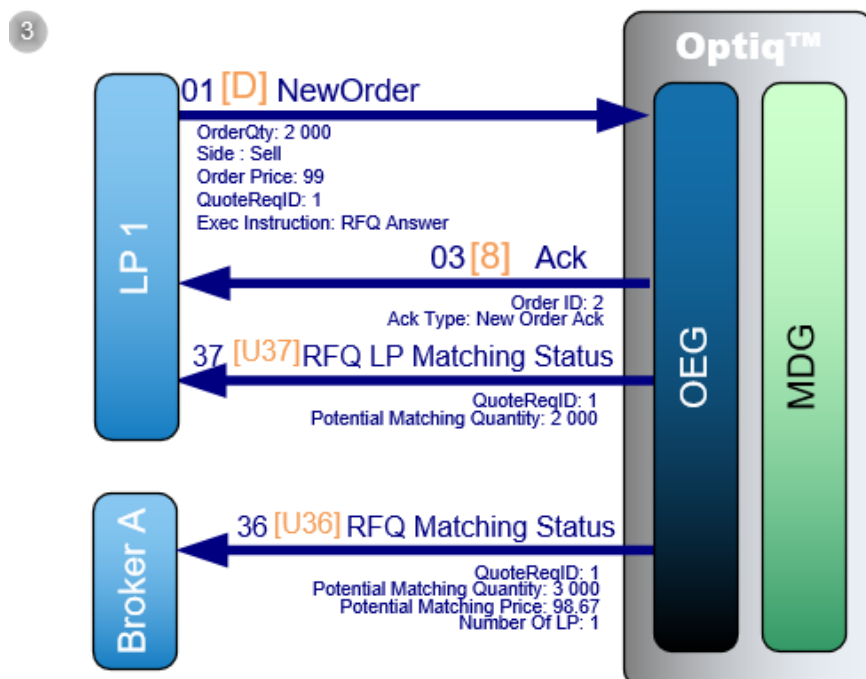 3
Optiq™
01 [D] NewOrder
OrderQty: 2 000
Side : Sell
Order Price: 99
QuoteReqID: 1
Exec Instruction: RFQ Answer
LP 1
03 [8] Ack
Order ID: 2
Ack Type: New Order Ack
37 [U37] RFQ LP Matching Status
QuoteReqID: 1
Potential Matching Quantity: 2 000
OEG
MDG
Broker A
36 [U36] RFQ Matching Status
QuoteReqID: 1
Potential Matching Quantity: 3 000
Potential Matching Price: 98.67
Number Of LP: 1